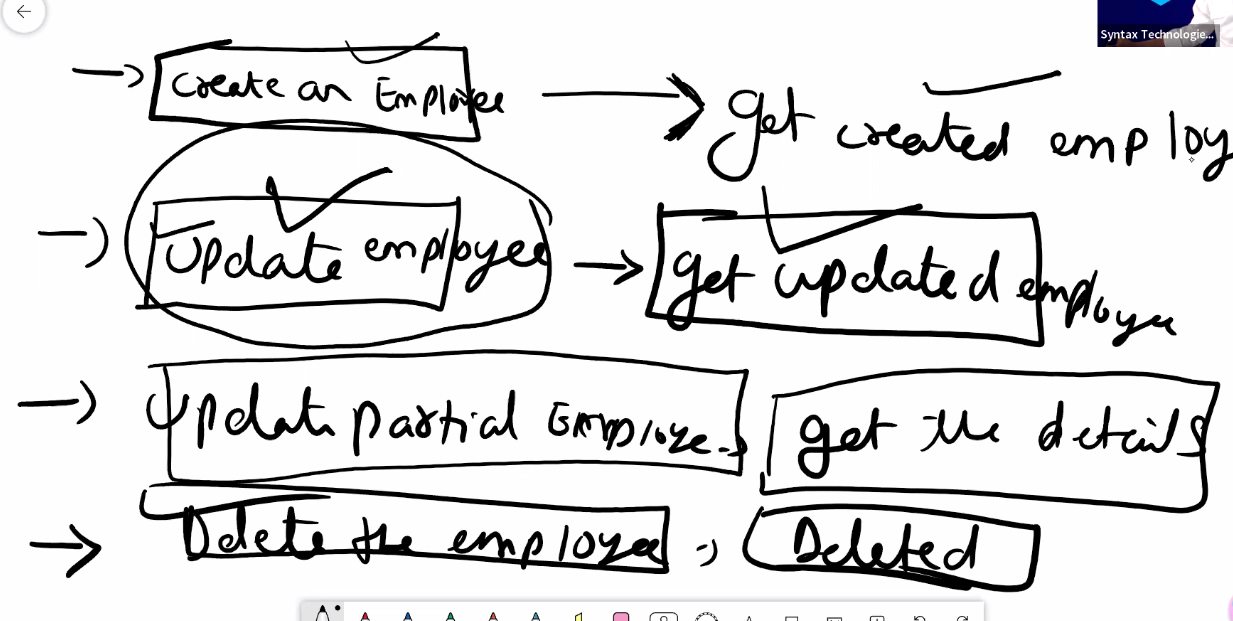 Syntax Technologie...
Create an Employee → get created employ
Update employee → get updated employee
Update partial Employee → get the details
Delete the employee → Deleted